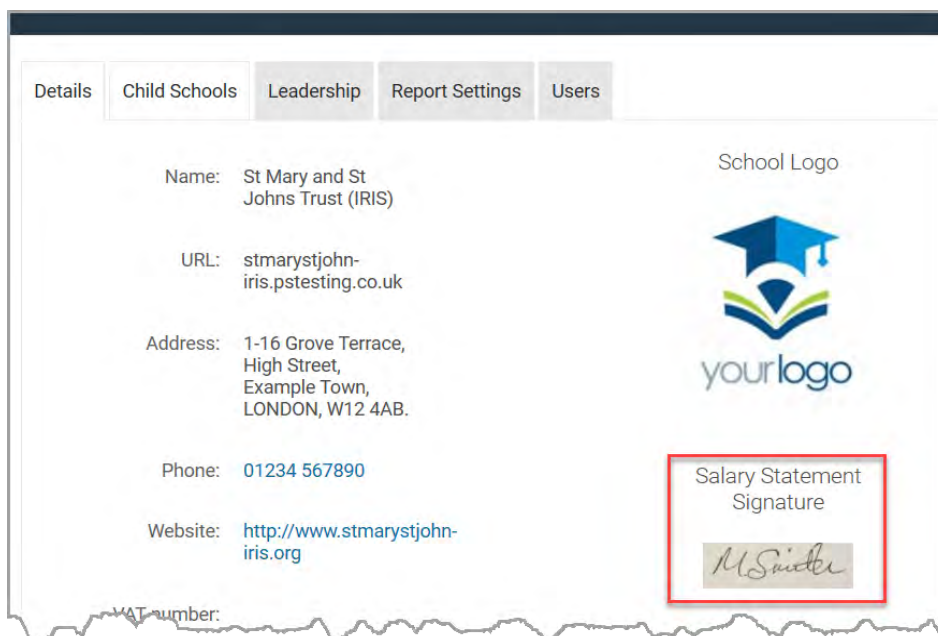 Details Child Schools Leadership Report Settings Users
Name: St Mary and St
Johns Trust (IRIS)
URL: stmarystjohn-
iris.pstesting.co.uk
Address: 1-16 Grove Terrace,
High Street,
Example Town,
LONDON, W12 4AB.
Phone: 01234 567890
Website: http://www.stmarystjohn-
iris.org
VAT number:
School Logo
yourlogo
Salary Statement
Signature